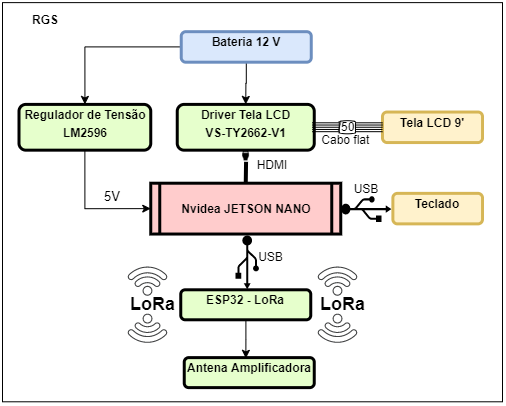 RGS
Bateria 12 V
Regulador de Tensão
LM2596
Driver Tela LCD
VS-TY2662-V1
50
Cabo flat
Tela LCD 9'
HDMI
5V
Nvidea JETSON NANO
USB
Teclado
USB
LoRa
ESP32 - LoRa
LoRa
Antena Amplificadora